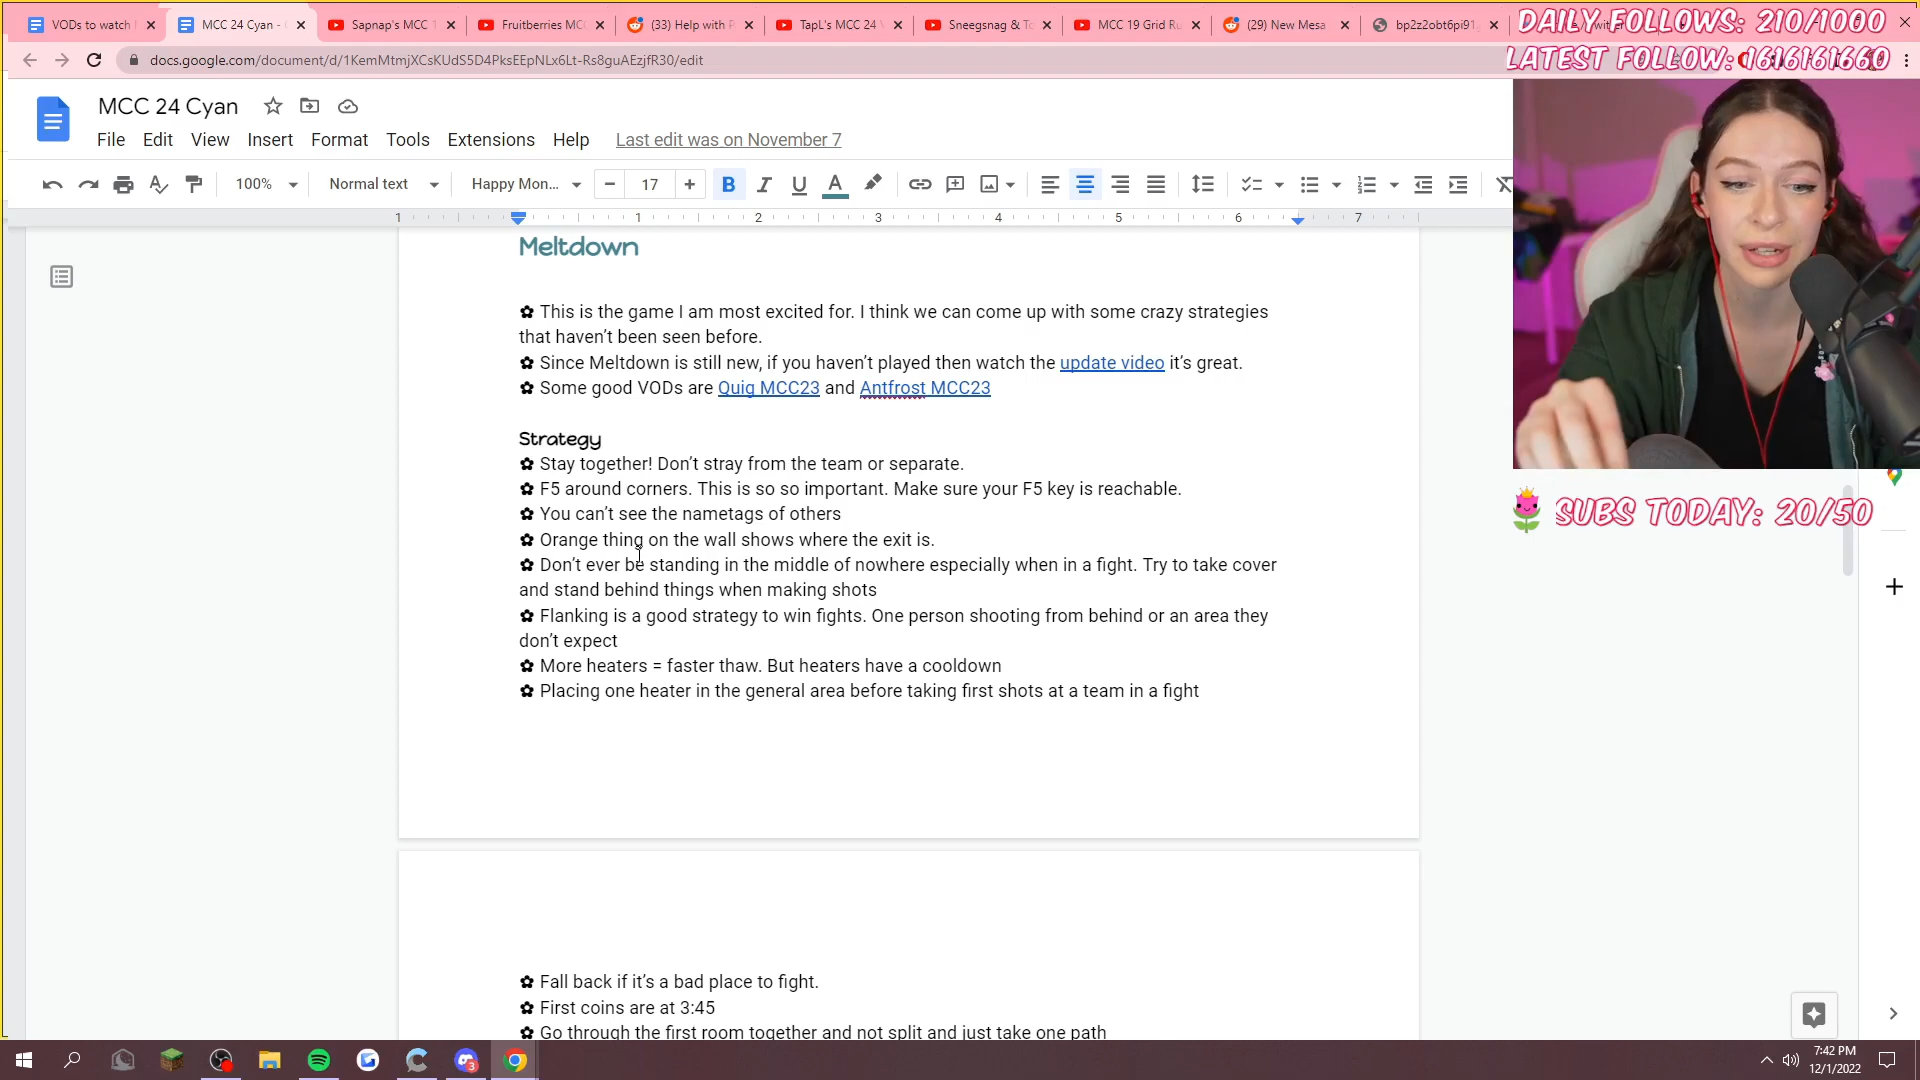 VODs to watch
MCC 24 Cyan -
Sapnap's MCC 1
Fruitberries MC
(33) Help with P
TapL's MCC 24
Sneegsnag & To
MCC 19 Grid Ru
(29) New Mesa
bp2z2obt6pi91
DAILY FOLLOWS: 210/1000
docs.google.com/document/d/1KemMtmjXCsKUdS5D4PksEEpNLx6Lt-Rs8guAEzjfR30/edit
LATEST FOLLOW: 1616161660
MCC 24 Cyan
File Edit View Insert Format Tools Extensions Help Last edit was on November 7
100% Normal text Happy Mon... − 17 + B I U A
1 1 2 3 4 5 6 7
Meltdown
✿ This is the game I am most excited for. I think we can come up with some crazy strategies
that haven’t been seen before.
✿ Since Meltdown is still new, if you haven’t played then watch the update video it’s great.
✿ Some good VODs are Quig MCC23 and Antfrost MCC23
Strategy
✿ Stay together! Don’t stray from the team or separate.
✿ F5 around corners. This is so so important. Make sure your F5 key is reachable.
✿ You can’t see the nametags of others
SUBS TODAY: 20/50
✿ Orange thing on the wall shows where the exit is.
✿ Don’t ever be standing in the middle of nowhere especially when in a fight. Try to take cover
and stand behind things when making shots
✿ Flanking is a good strategy to win fights. One person shooting from behind or an area they
don’t expect
✿ More heaters = faster thaw. But heaters have a cooldown
✿ Placing one heater in the general area before taking first shots at a team in a fight
✿ Fall back if it’s a bad place to fight.
✿ First coins are at 3:45
✿ Go through the first room together and not split and just take one path
3
7:42 PM
12/1/2022